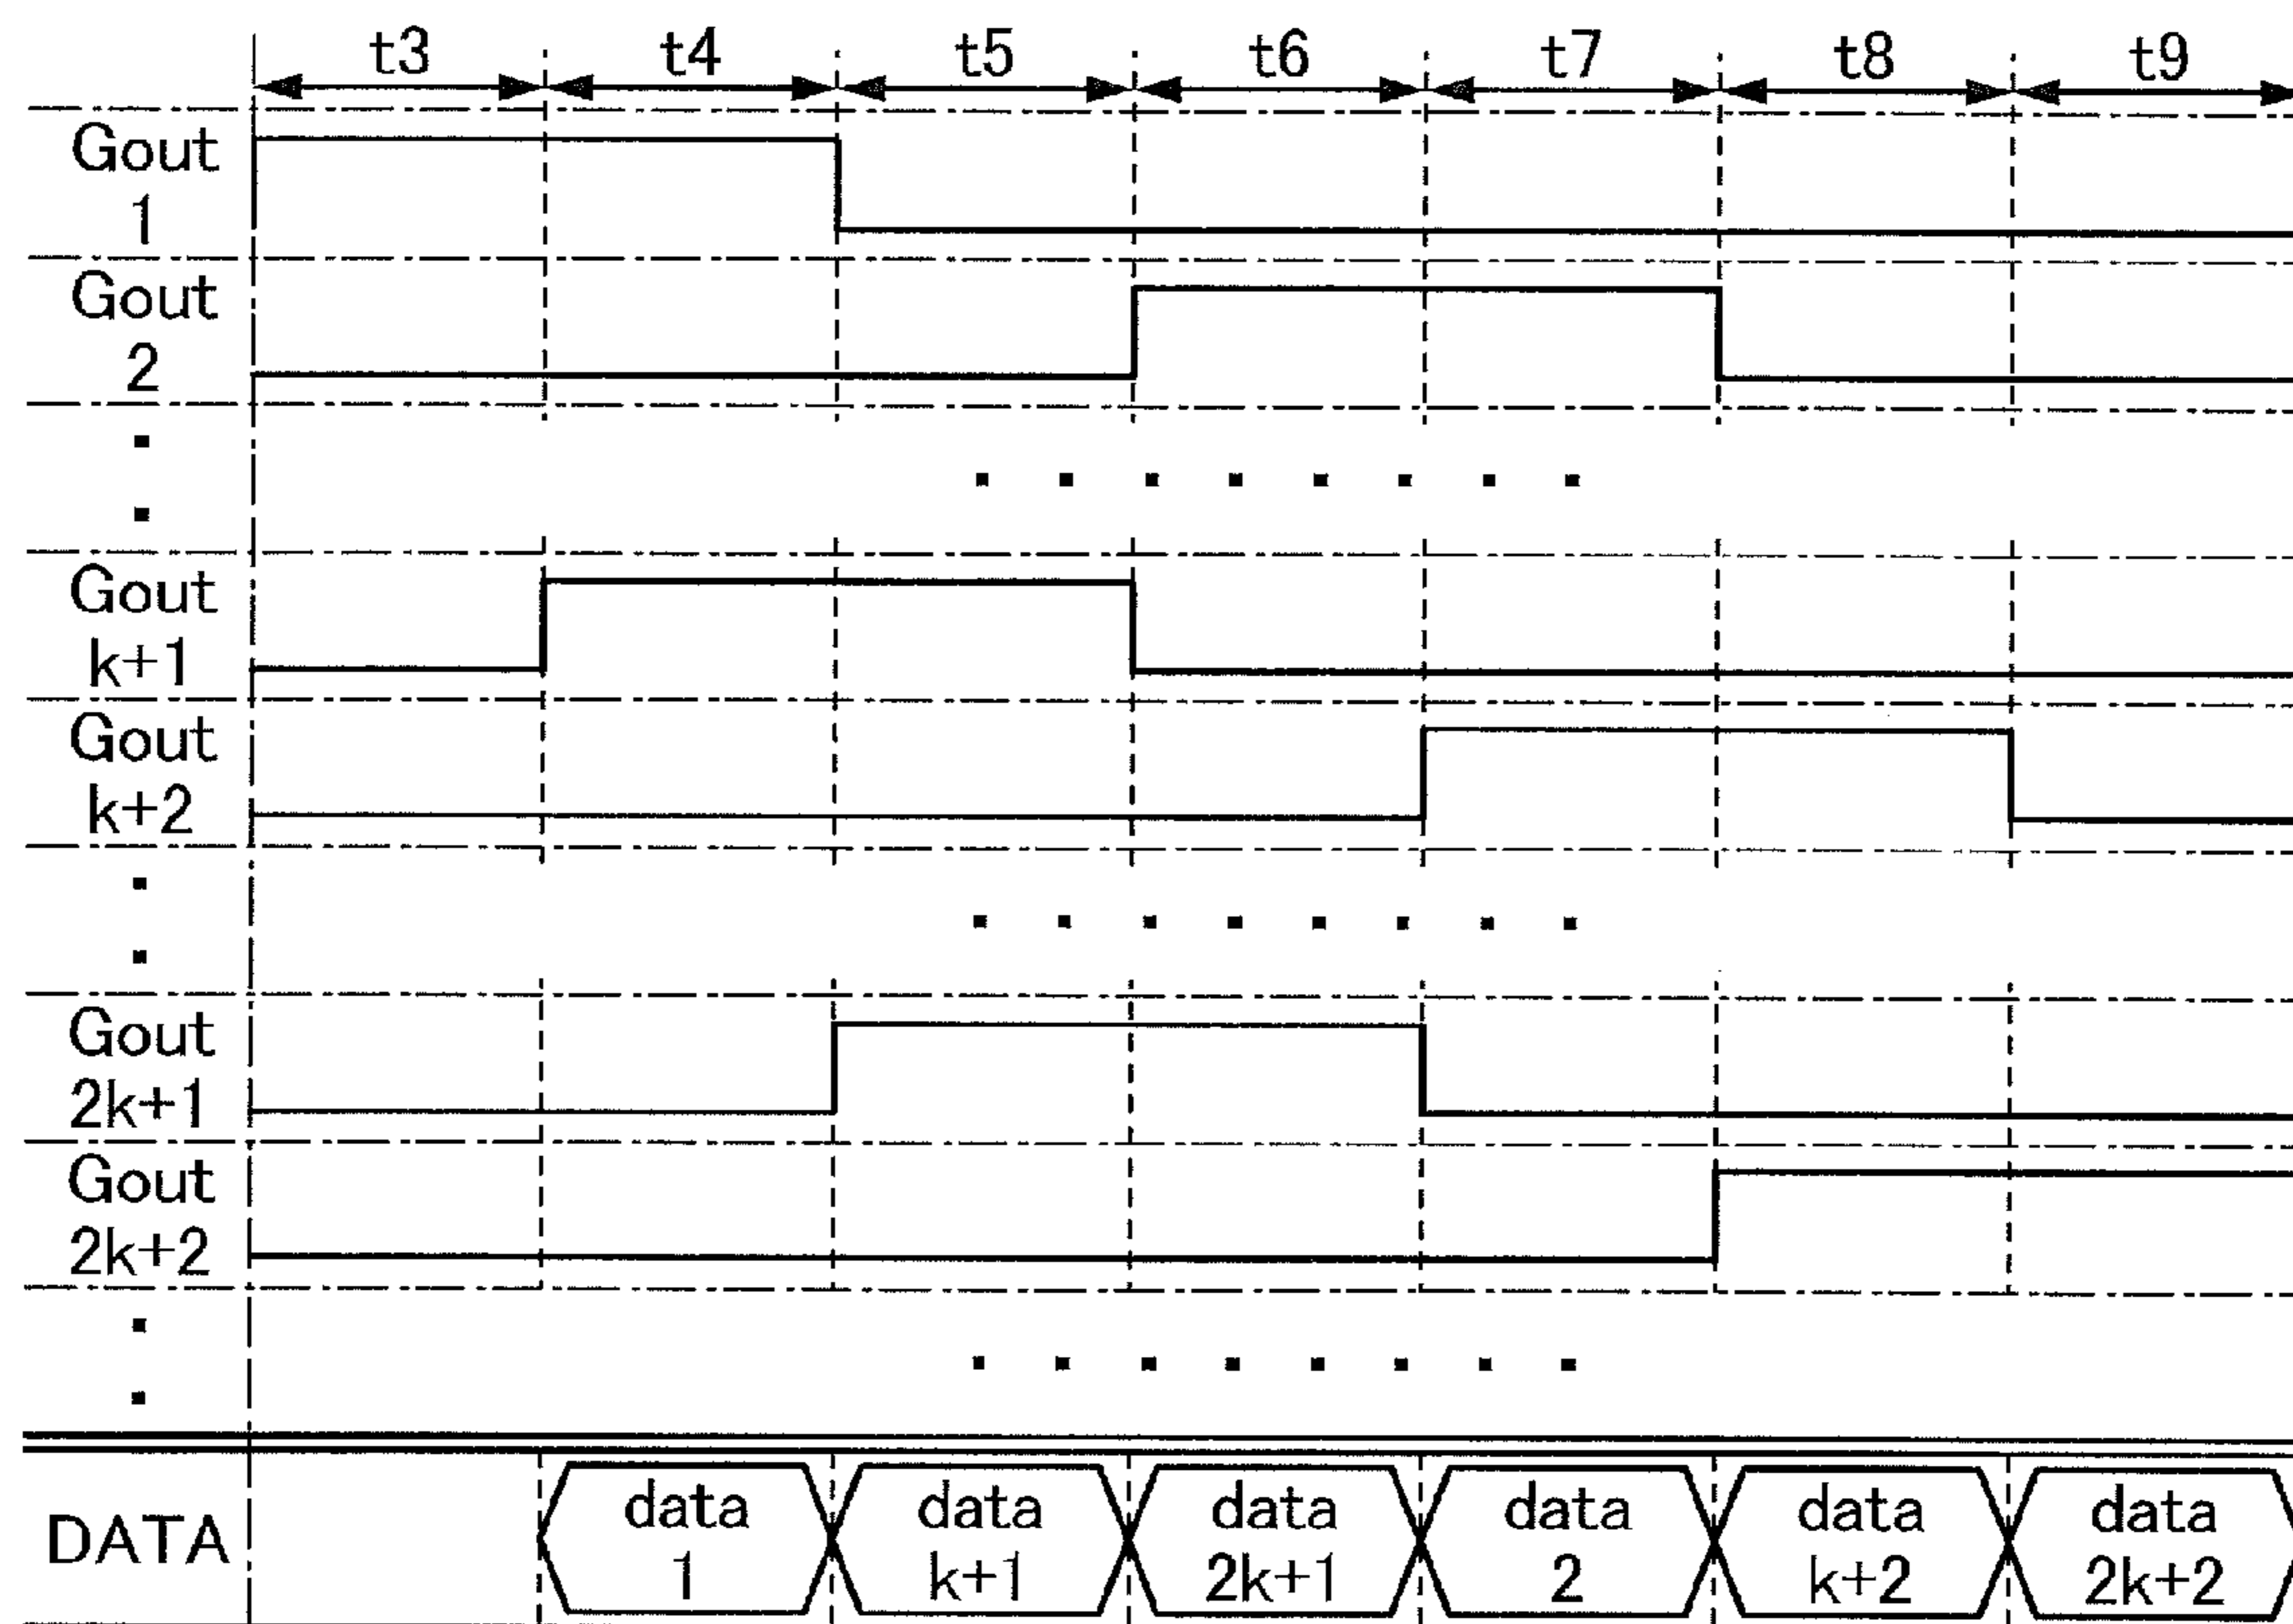 t3 t4 t5 t6 t7 t8 t9
Gout
1
Gout
2
Gout
k+1
Gout
k+2
Gout
2k+1
Gout
2k+2
DATA
data
1
data
k+1
data
2k+1
data
2
data
k+2
data
2k+2